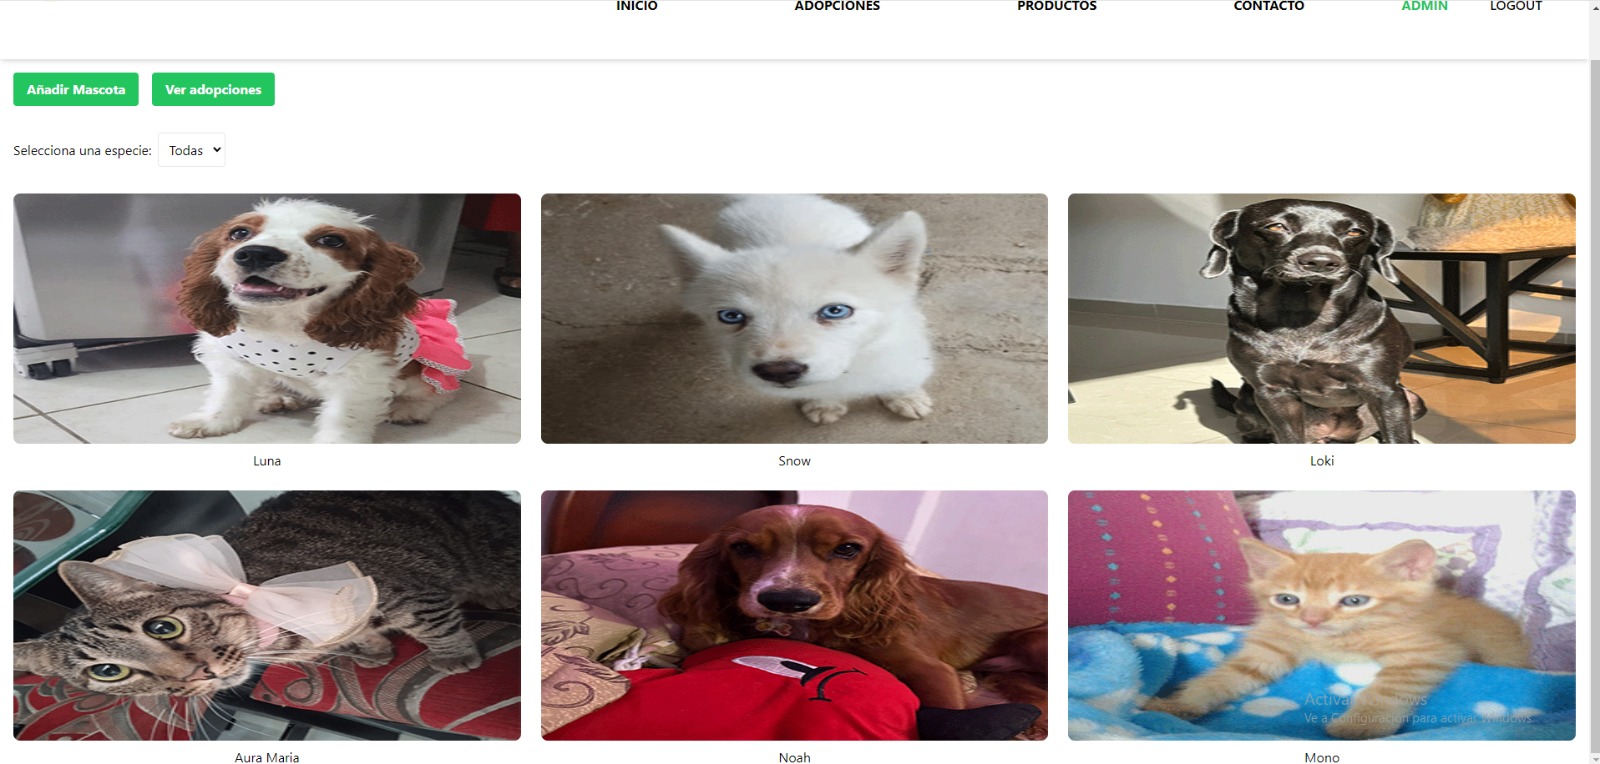 INICIO ADOPCIONES PRODUCTOS CONTACTO ADMIN LOGOUT
Añadir Mascota Ver adopciones
Selecciona una especie: Todas
Luna Snow Loki
Activar Windows
Ve a Configuración para activar Windows.
Aura Maria Noah Mono